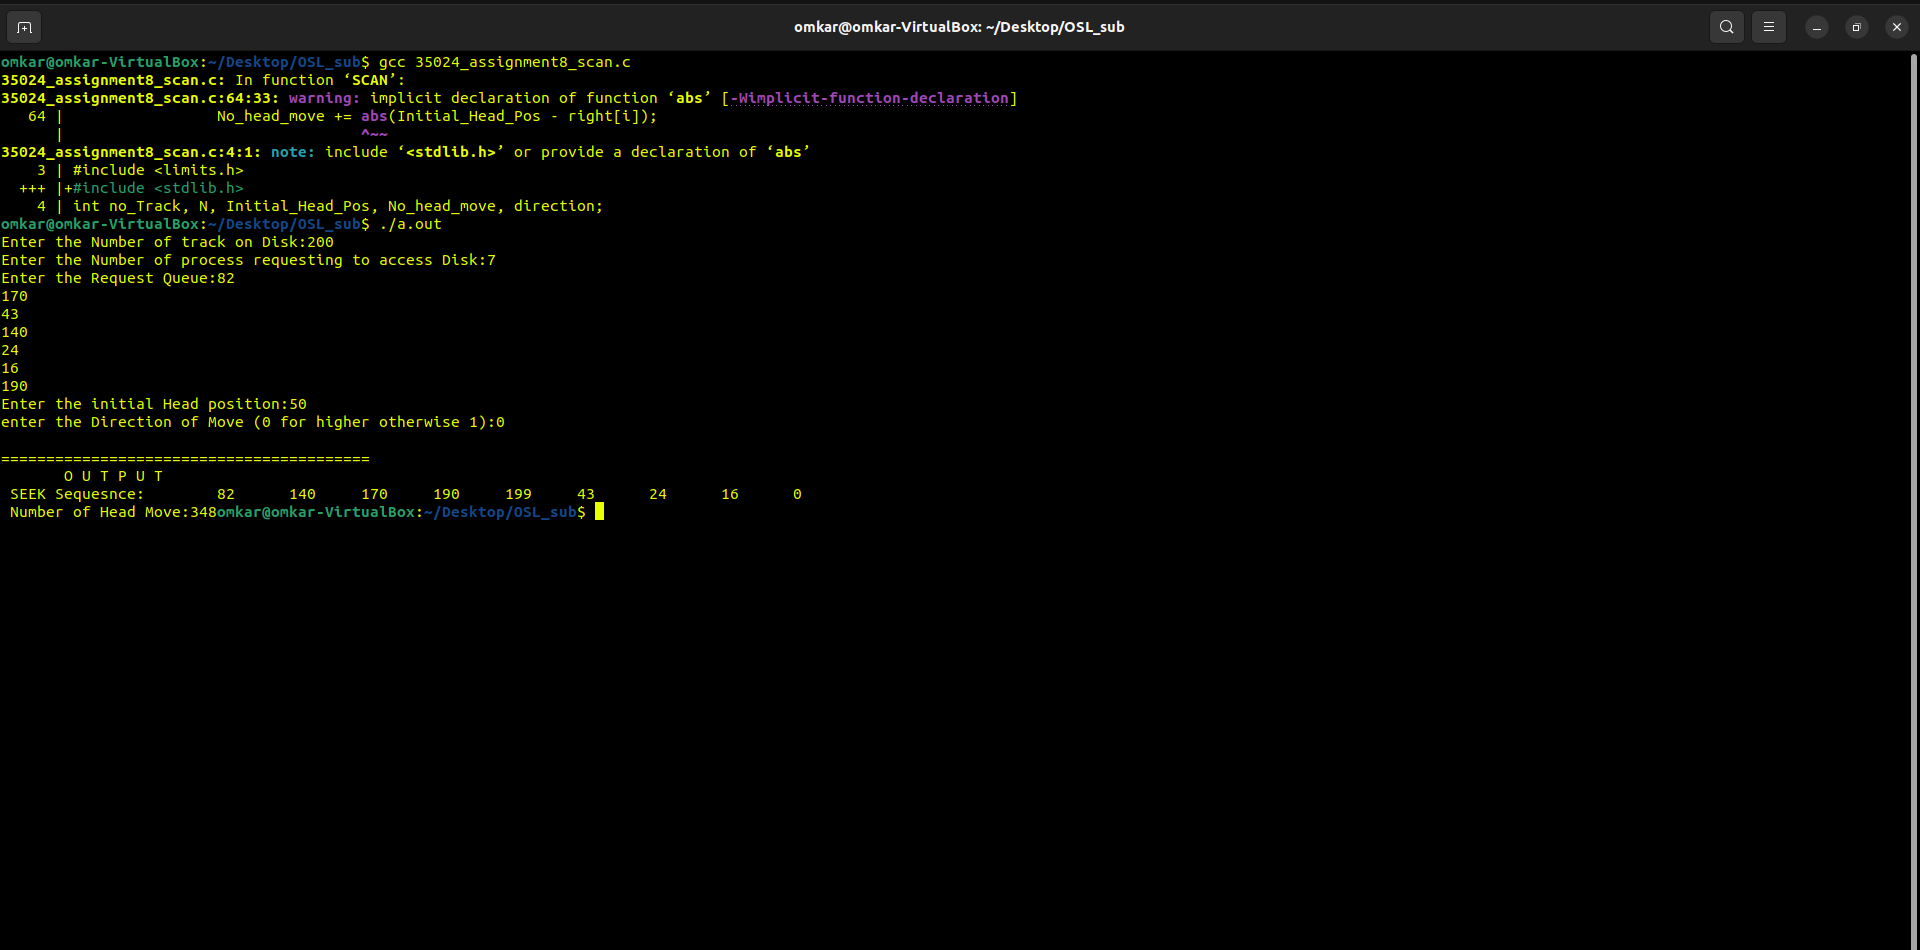 omkar@omkar-VirtualBox: ~/Desktop/OSL_sub
omkar@omkar-VirtualBox:~/Desktop/OSL_sub$ gcc 35024_assignment8_scan.c
35024_assignment8_scan.c: In function ‘SCAN’:
35024_assignment8_scan.c:64:33: warning: implicit declaration of function ‘abs’ [-Wimplicit-function-declaration]
   64 |                 No_head_move += abs(Initial_Head_Pos - right[i]);
      |                                 ^~~
35024_assignment8_scan.c:4:1: note: include ‘<stdlib.h>’ or provide a declaration of ‘abs’
    3 | #include <limits.h>
  +++ |+#include <stdlib.h>
    4 | int no_Track, N, Initial_Head_Pos, No_head_move, direction;
omkar@omkar-VirtualBox:~/Desktop/OSL_sub$ ./a.out
Enter the Number of track on Disk:200
Enter the Number of process requesting to access Disk:7
Enter the Request Queue:82
170
43
140
24
16
190
Enter the initial Head position:50
enter the Direction of Move (0 for higher otherwise 1):0
=========================================
       O U T P U T
 SEEK Sequesnce:        82      140     170     190     199     43      24      16      0
 Number of Head Move:348omkar@omkar-VirtualBox:~/Desktop/OSL_sub$